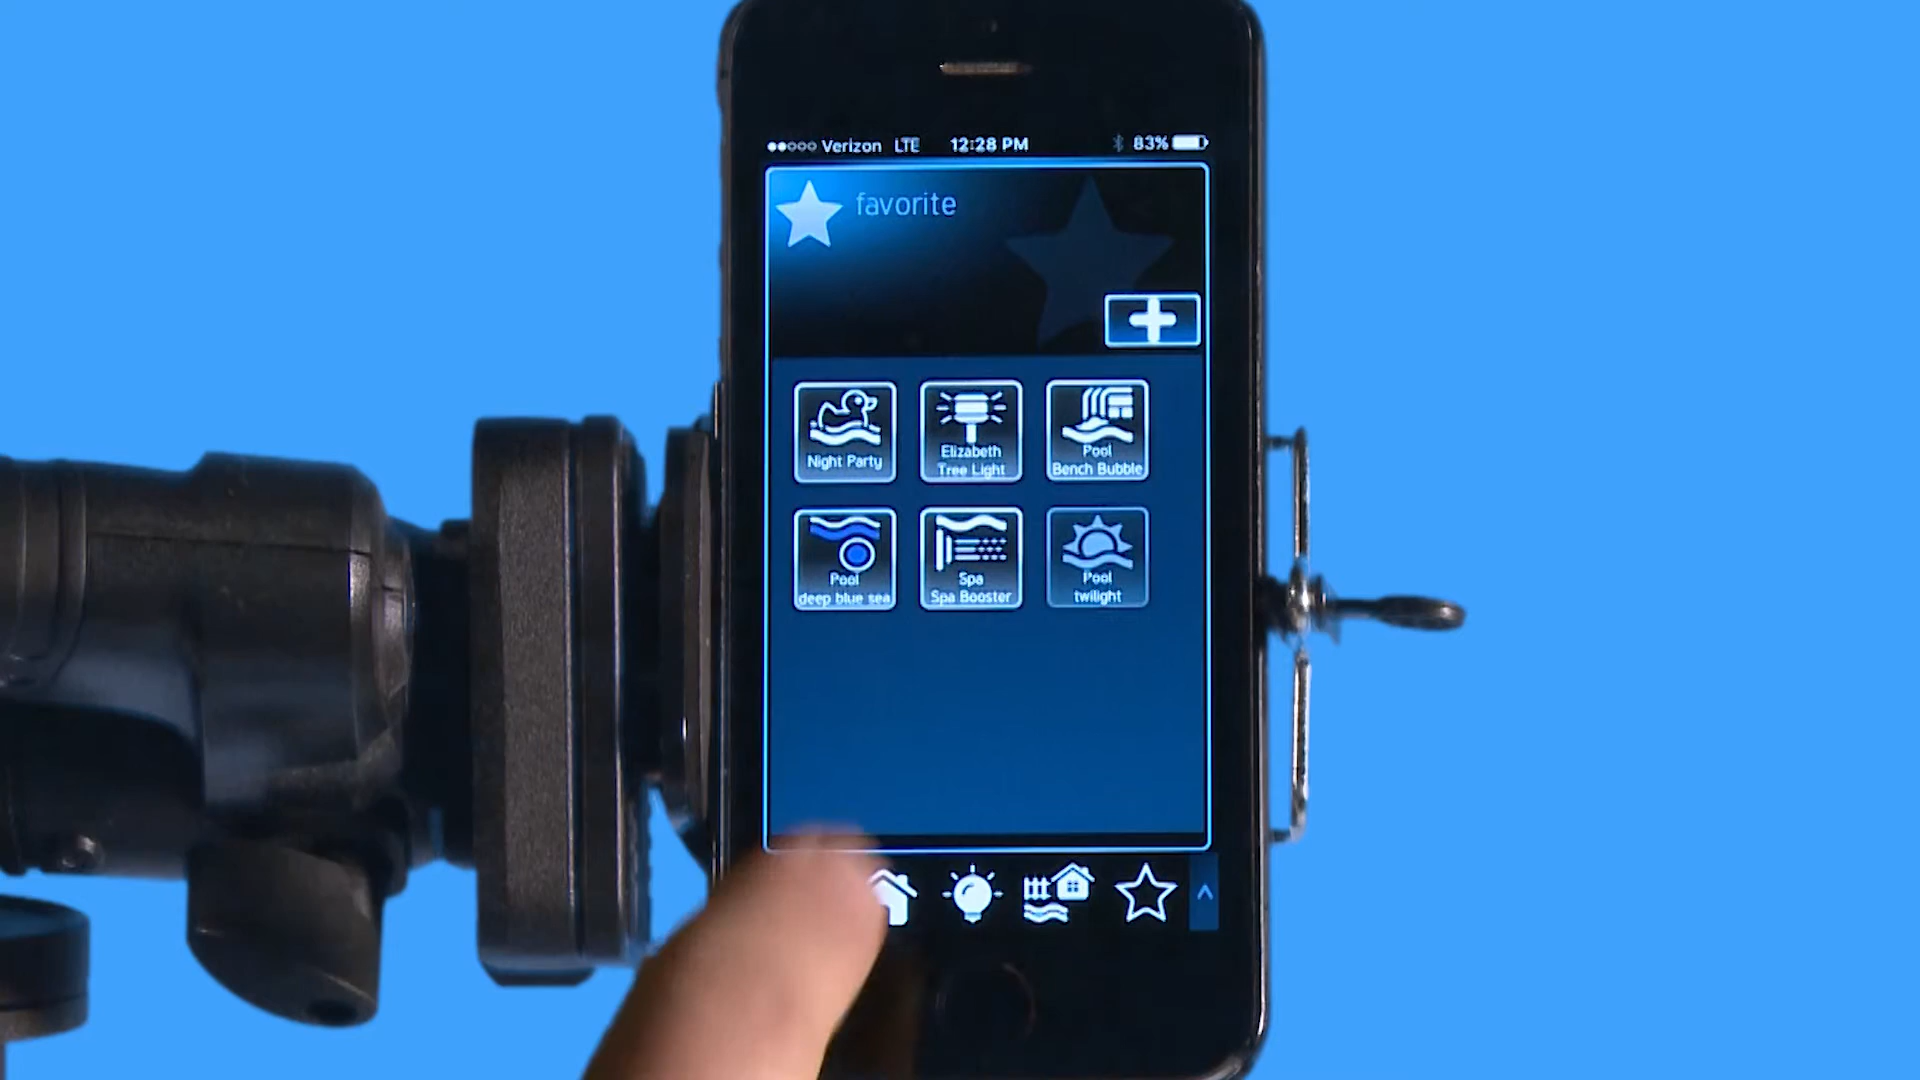 Verizon LTE 12:28 PM 83%
favorite
Night Party
Elizabeth
Tree Light
Pool
Bench Bubble
Pool
deep blue sea
Spa
Spa Booster
Pool
twilight